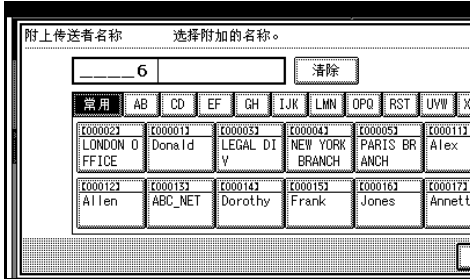 附上传送者名称 选择附加的名称。
____6 清除
常用 AB CD EF GH IJK LMN OPQ RST UVW X
[00002] [00001] [00003] [00004] [00005] [00011]
LONDON O Donald LEGAL DI NEW YORK PARIS BR Alex
FFICE V BRANCH ANCH
[00012] [00013] [00014] [00015] [00016] [00017]
Allen ABC_NET Dorothy Frank Jones Annett